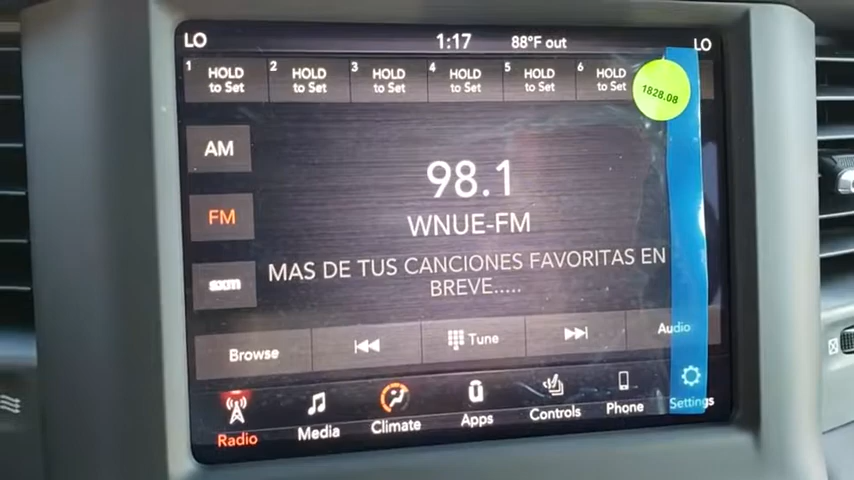 LO 1:17 88°F out LO
1 HOLD to Set
2 HOLD to Set
3 HOLD to Set
4 HOLD to Set
5 HOLD to Set
6 HOLD to Set
1828.08
AM
FM
sxm
98.1
WNUE-FM
MAS DE TUS CANCIONES FAVORITAS EN
BREVE.....
Browse Tune Audio
Radio Media Climate Apps Controls Phone Settings